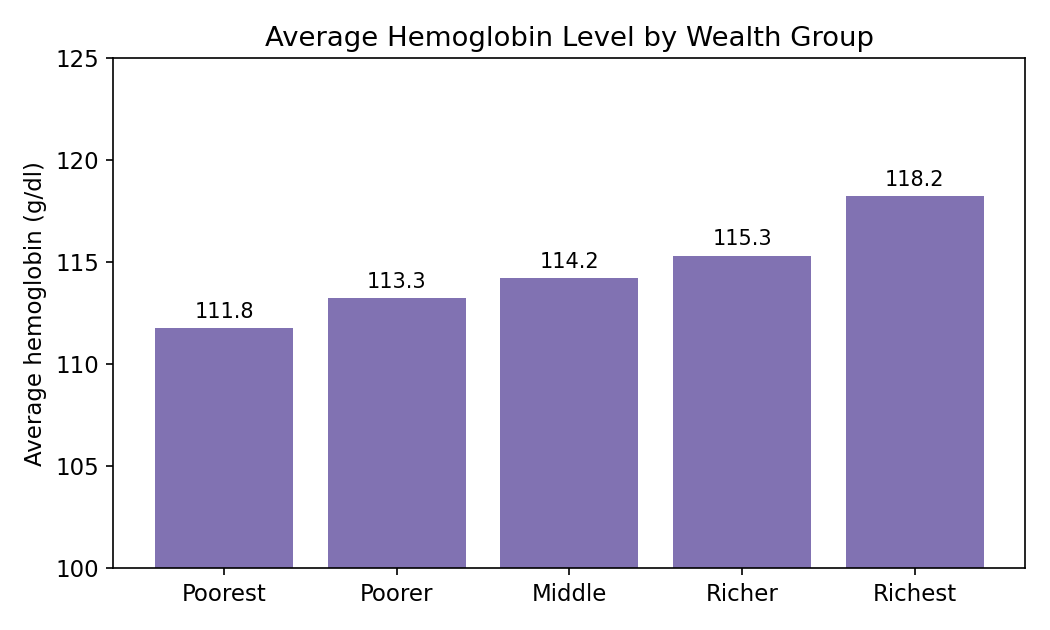 Average Hemoglobin Level by Wealth Group
Average hemoglobin (g/dl)
125
120
115
110
105
100
111.8
113.3
114.2
115.3
118.2
Poorest
Poorer
Middle
Richer
Richest